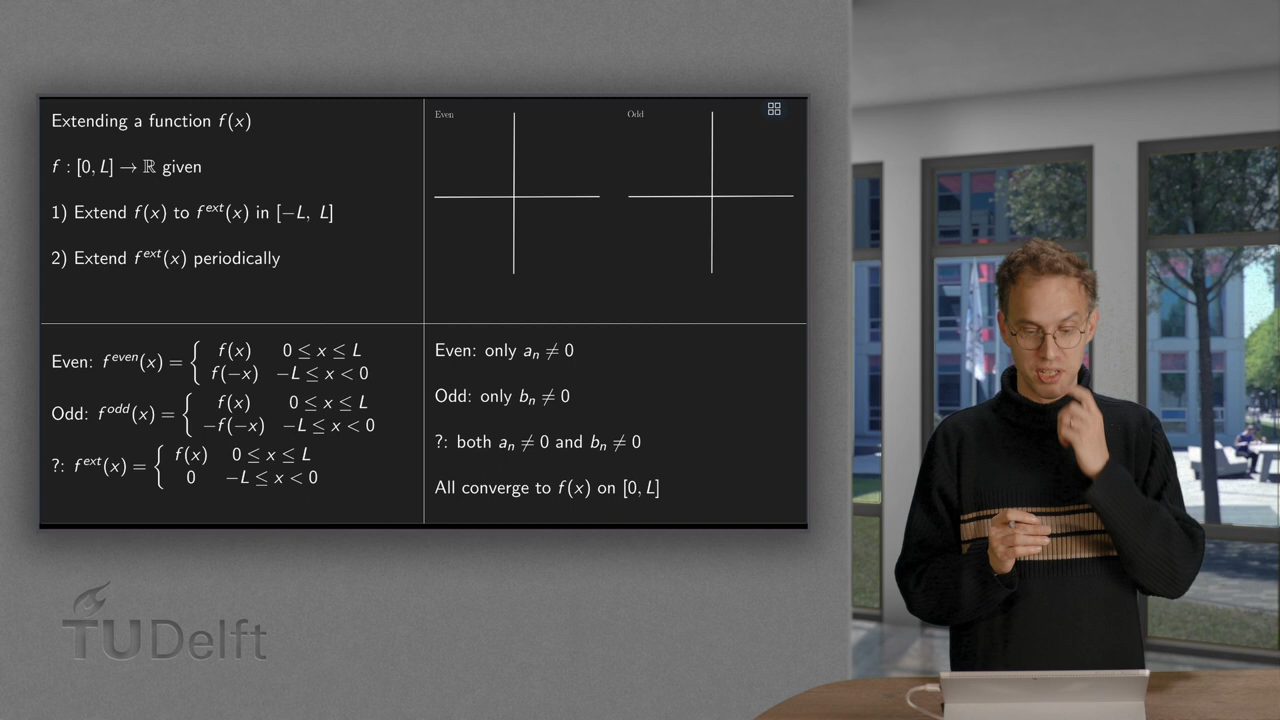 Extending a function f(x)
f : [0, L] → ℝ given
1) Extend f(x) to f^{ext}(x) in [−L, L]
2) Extend f^{ext}(x) periodically
Even
Odd
Even: f^{even}(x) = { f(x) 0 ≤ x ≤ L
f(−x) −L ≤ x < 0
Odd: f^{odd}(x) = { f(x) 0 ≤ x ≤ L
−f(−x) −L ≤ x < 0
?: f^{ext}(x) = { f(x) 0 ≤ x ≤ L
0 −L ≤ x < 0
Even: only a_n ≠ 0
Odd: only b_n ≠ 0
?: both a_n ≠ 0 and b_n ≠ 0
All converge to f(x) on [0, L]
TUDelft